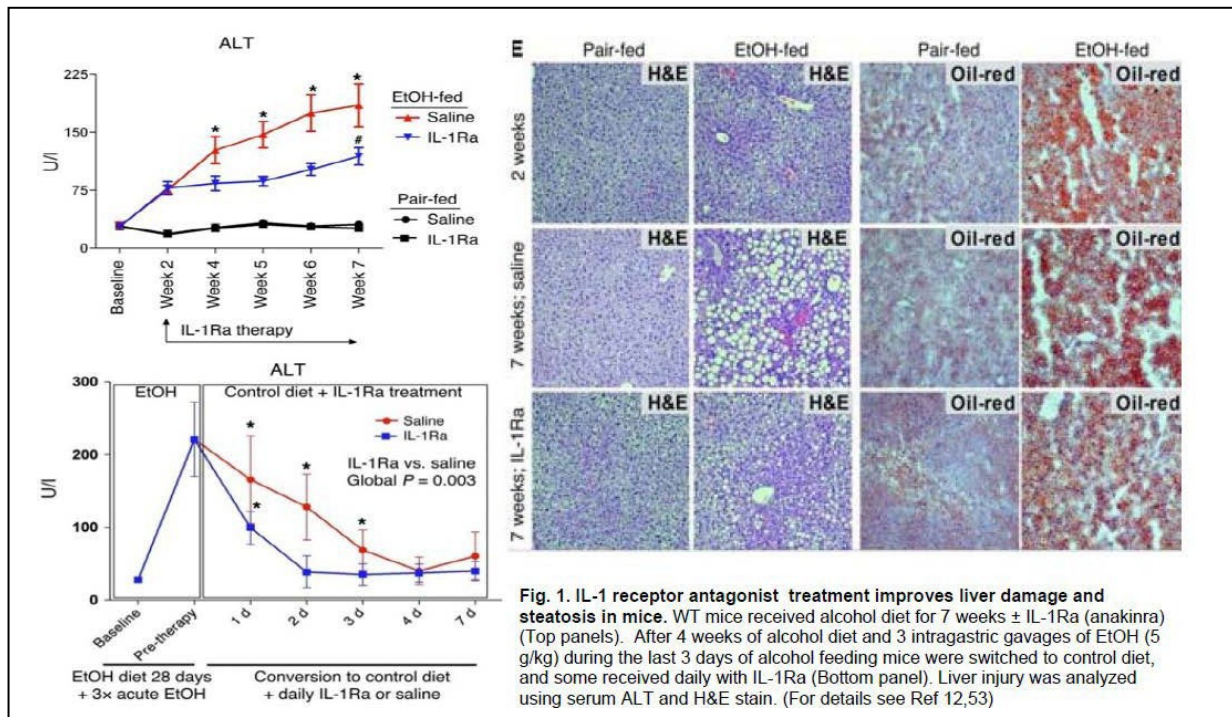 ALT
225
150
75
0
U/I
EtOH-fed
Saline
IL-1Ra
Pair-fed
Saline
IL-1Ra
* * * * #
Baseline
Week 2
Week 4
Week 5
Week 6
Week 7
IL-1Ra therapy
ALT
300
200
100
0
U/I
EtOH
Control diet + IL-1Ra treatment
Saline
IL-1Ra
IL-1Ra vs. saline
Global P = 0.003
* * * *
Baseline
Pre-therapy
1 d
2 d
3 d
4 d
7 d
EtOH diet 28 days
+ 3× acute EtOH
Conversion to control diet
+ daily IL-1Ra or saline
E
Pair-fed EtOH-fed Pair-fed EtOH-fed
2 weeks
H&E H&E Oil-red Oil-red
7 weeks; saline
H&E H&E Oil-red Oil-red
7 weeks; IL-1Ra
H&E H&E Oil-red Oil-red
Fig. 1. IL-1 receptor antagonist treatment improves liver damage and
steatosis in mice. WT mice received alcohol diet for 7 weeks ± IL-1Ra (anakinra)
(Top panels). After 4 weeks of alcohol diet and 3 intragastric gavages of EtOH (5
g/kg) during the last 3 days of alcohol feeding mice were switched to control diet,
and some received daily with IL-1Ra (Bottom panel). Liver injury was analyzed
using serum ALT and H&E stain. (For details see Ref 12,53)